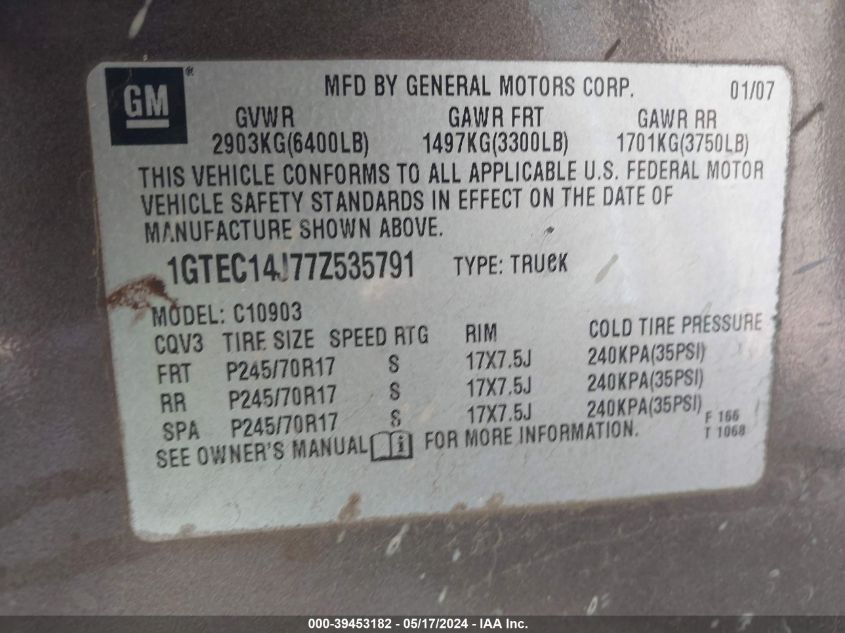 GM®
MFD BY GENERAL MOTORS CORP. 01/07
GVWR GAWR FRT GAWR RR
2903KG(6400LB) 1497KG(3300LB) 1701KG(3750LB)
THIS VEHICLE CONFORMS TO ALL APPLICABLE U.S. FEDERAL MOTOR
VEHICLE SAFETY STANDARDS IN EFFECT ON THE DATE OF
MANUFACTURE SHOWN ABOVE.
1GTEC14J77Z535791 TYPE: TRUCK
MODEL: C10903
CQV3 TIRE SIZE SPEED RTG RIM COLD TIRE PRESSURE
FRT P245/70R17 S 17X7.5J 240KPA(35PSI)
RR P245/70R17 S 17X7.5J 240KPA(35PSI)
SPA P245/70R17 S 17X7.5J 240KPA(35PSI)
F 166
T 1068
SEE OWNER'S MANUAL i FOR MORE INFORMATION.
000-39453182 - 05/17/2024 - IAA Inc.